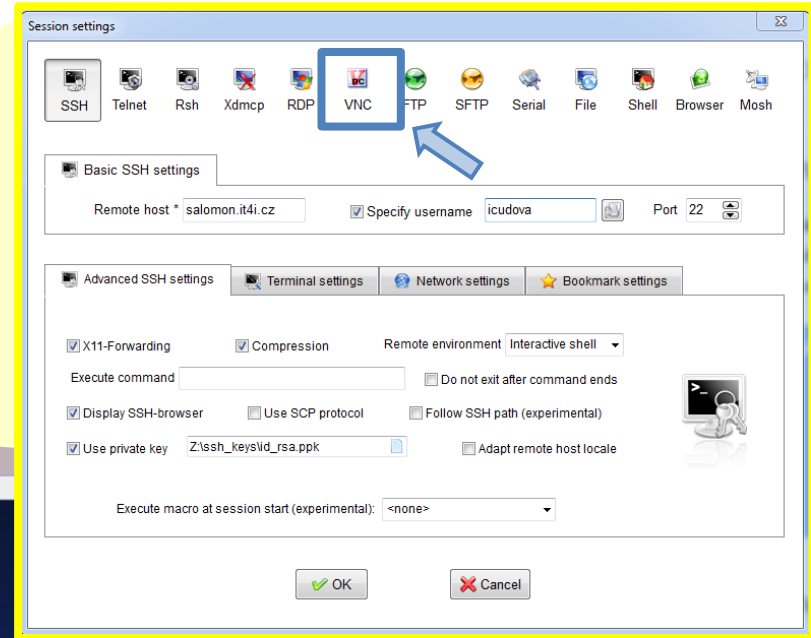 Session settings
SSH Telnet Rsh Xdmcp RDP VNC FTP SFTP Serial File Shell Browser Mosh
Basic SSH settings
Remote host * salomon.it4i.cz Specify username icudova Port 22
Advanced SSH settings Terminal settings Network settings Bookmark settings
X11-Forwarding Compression Remote environment Interactive shell
Execute command Do not exit after command ends
Display SSH-browser Use SCP protocol Follow SSH path (experimental)
Use private key Z:\ssh_keys\id_rsa.ppk Adapt remote host locale
Execute macro at session start (experimental): <none>
OK Cancel